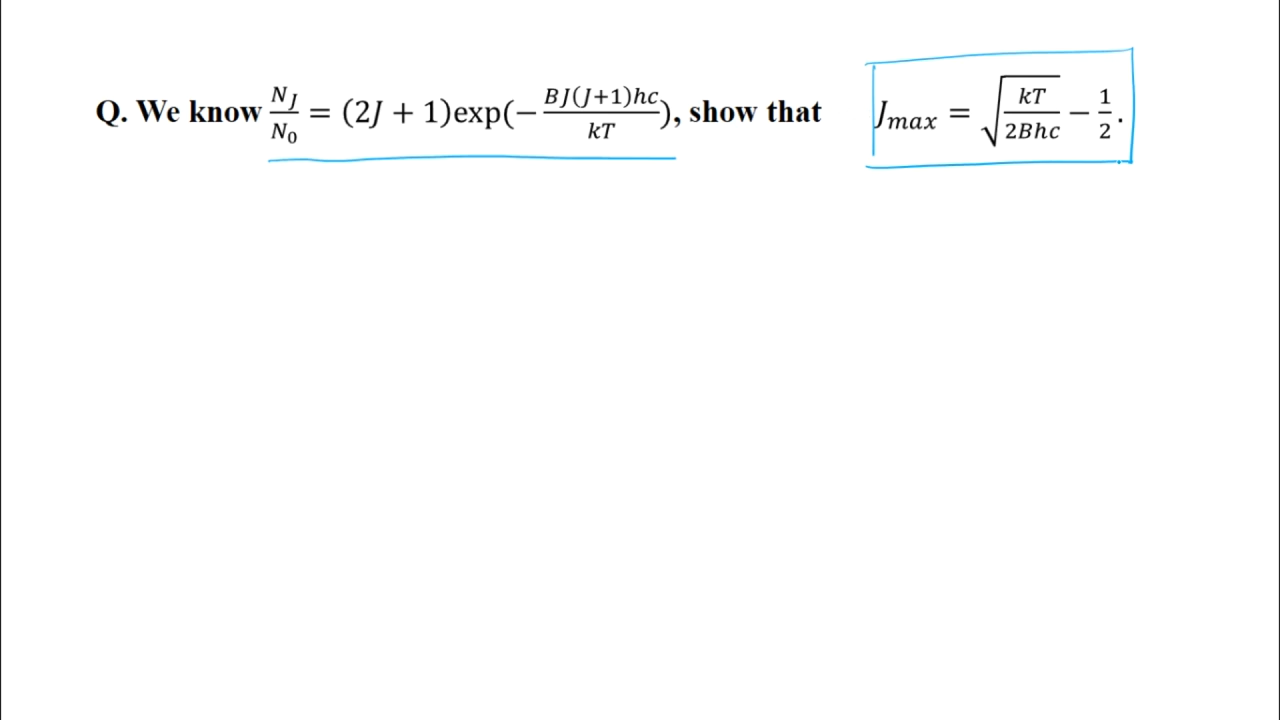 Q. We know N_J/N_0 = (2J + 1)exp(−BJ(J+1)hc/kT), show that J_max = √(kT/2Bhc) − 1/2.